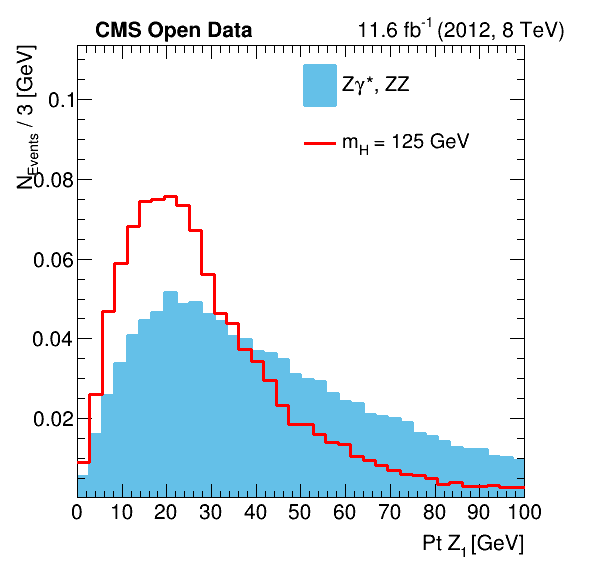 CMS Open Data 11.6 fb⁻¹ (2012, 8 TeV)
N_Events / 3 [GeV]
0.1
0.08
0.06
0.04
0.02
Zγ*, ZZ
m_H = 125 GeV
0 10 20 30 40 50 60 70 80 90 100
Pt Z₁ [GeV]